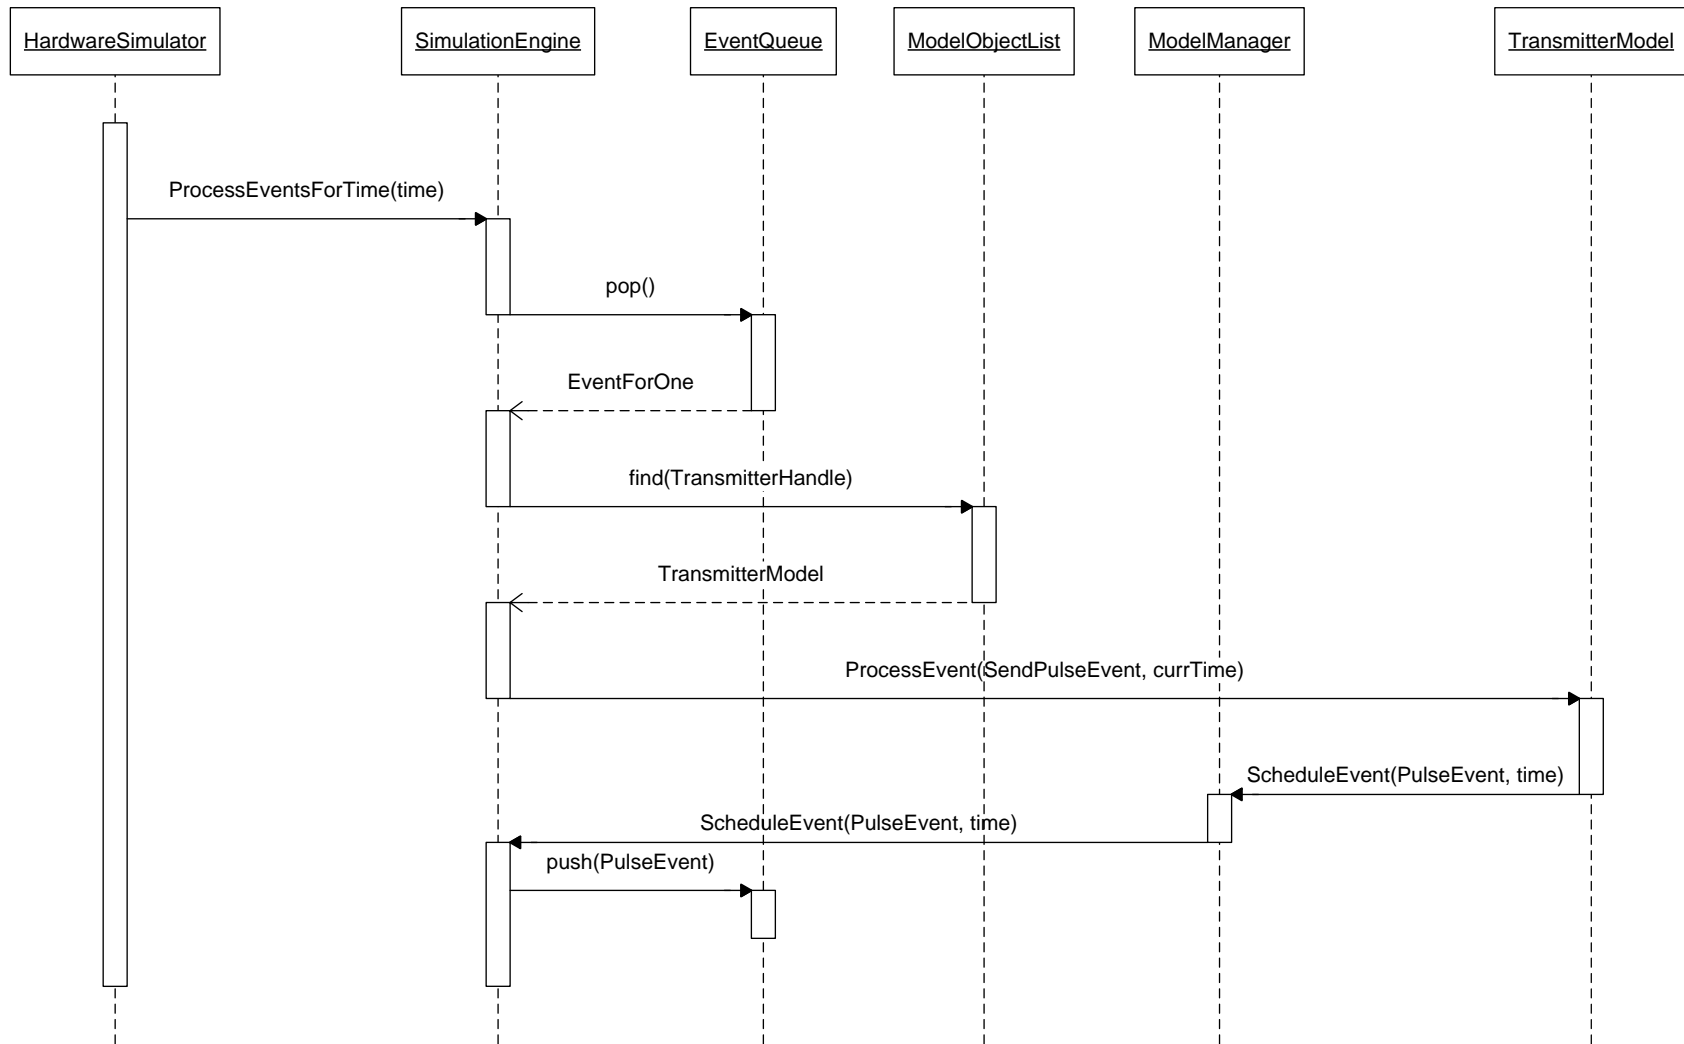 HardwareSimulator
SimulationEngine
EventQueue
ModelObjectList
ModelManager
TransmitterModel
ProcessEventsForTime(time)
pop()
EventForOne
find(TransmitterHandle)
TransmitterModel
ProcessEvent(SendPulseEvent, currTime)
ScheduleEvent(PulseEvent, time)
ScheduleEvent(PulseEvent, time)
push(PulseEvent)